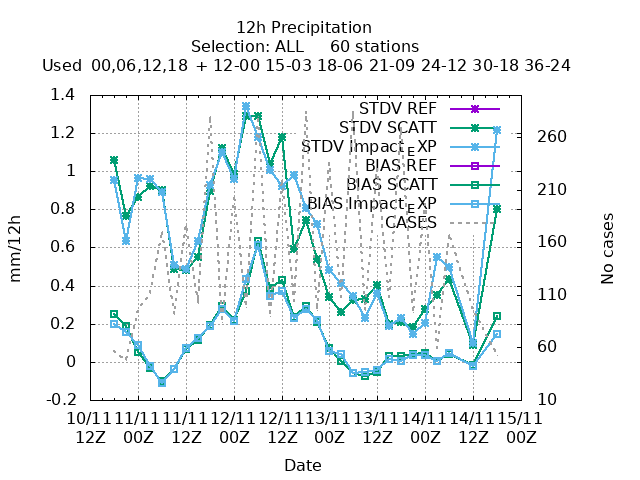 12h Precipitation
Selection: ALL 60 stations
Used 00,06,12,18 + 12-00 15-03 18-06 21-09 24-12 30-18 36-24
STDV REF
STDV SCATT
STDV Impact_EXP
BIAS REF
BIAS SCATT
BIAS Impact_EXP
CASES
1.4
1.2
1
0.8
0.6
0.4
0.2
0
-0.2
mm/12h
260
210
160
110
60
10
No cases
10/11 11/11 11/11 12/11 12/11 13/11 13/11 14/11 14/11 15/11
12Z 00Z 12Z 00Z 12Z 00Z 12Z 00Z 12Z 00Z
Date